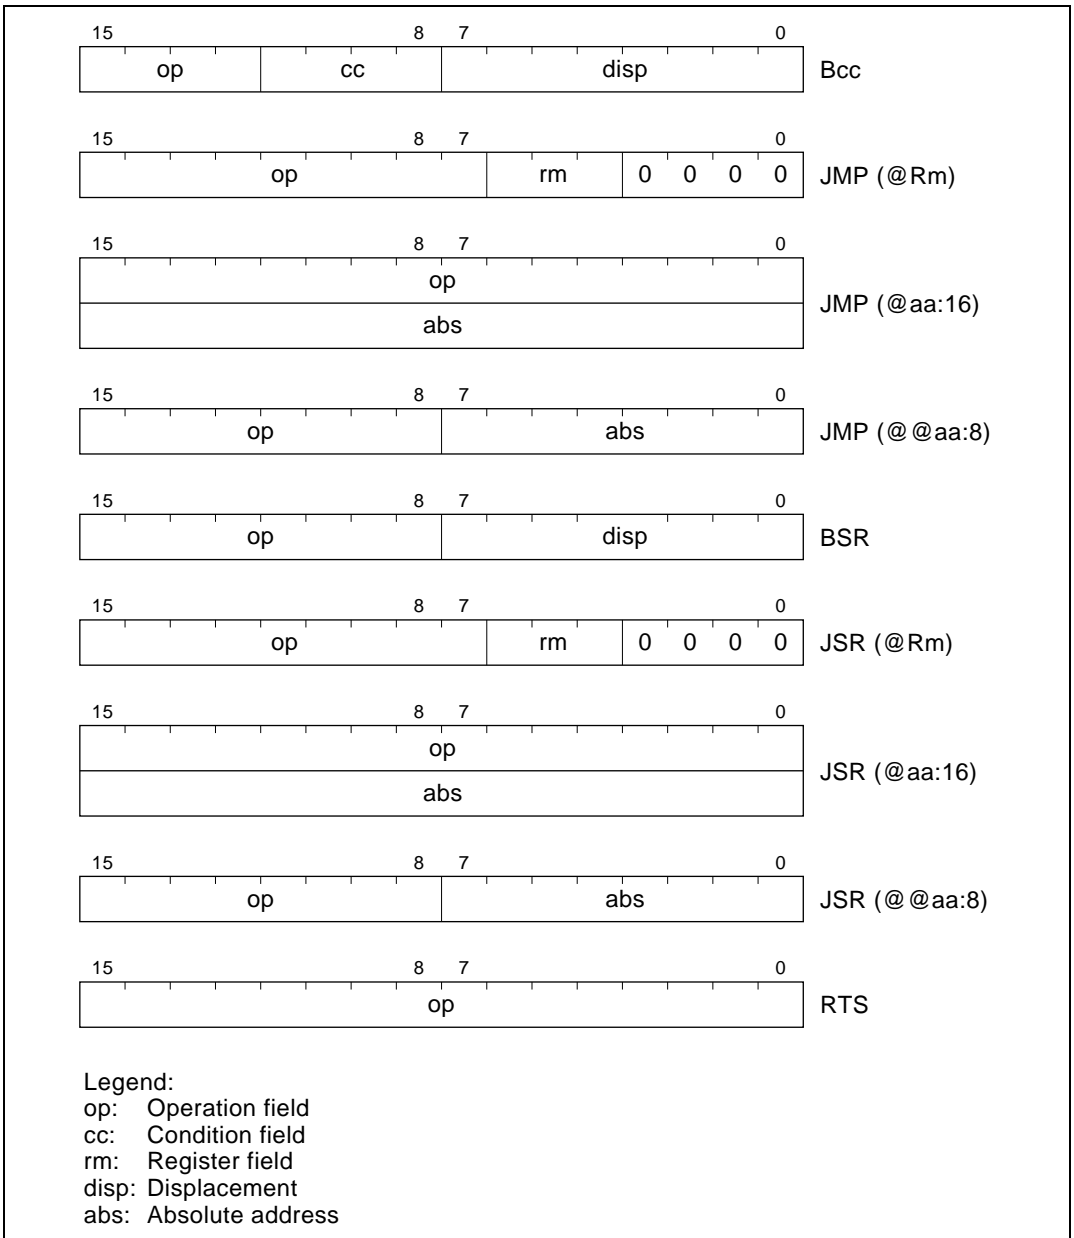 15 8 7 0
op cc disp Bcc
15 8 7 0
op rm 0 0 0 0 JMP (@Rm)
15 8 7 0
op
JMP (@aa:16)
abs
15 8 7 0
op abs JMP (@@aa:8)
15 8 7 0
op disp BSR
15 8 7 0
op rm 0 0 0 0 JSR (@Rm)
15 8 7 0
op
JSR (@aa:16)
abs
15 8 7 0
op abs JSR (@@aa:8)
15 8 7 0
op RTS
Legend:
op: Operation field
cc: Condition field
rm: Register field
disp: Displacement
abs: Absolute address